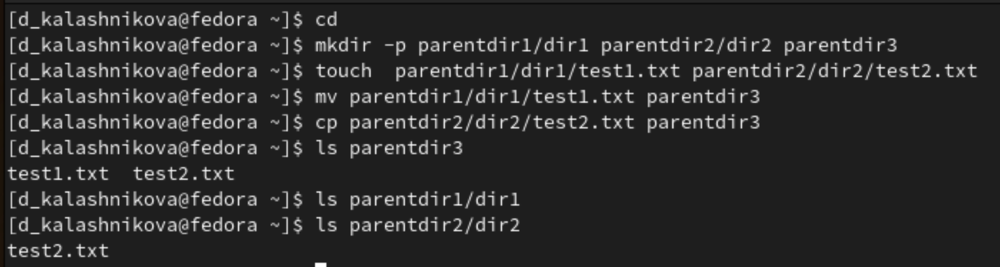 [d_kalashnikova@fedora ~]$ cd
[d_kalashnikova@fedora ~]$ mkdir -p parentdir1/dir1 parentdir2/dir2 parentdir3
[d_kalashnikova@fedora ~]$ touch  parentdir1/dir1/test1.txt parentdir2/dir2/test2.txt
[d_kalashnikova@fedora ~]$ mv parentdir1/dir1/test1.txt parentdir3
[d_kalashnikova@fedora ~]$ cp parentdir2/dir2/test2.txt parentdir3
[d_kalashnikova@fedora ~]$ ls parentdir3
test1.txt  test2.txt
[d_kalashnikova@fedora ~]$ ls parentdir1/dir1
[d_kalashnikova@fedora ~]$ ls parentdir2/dir2
test2.txt